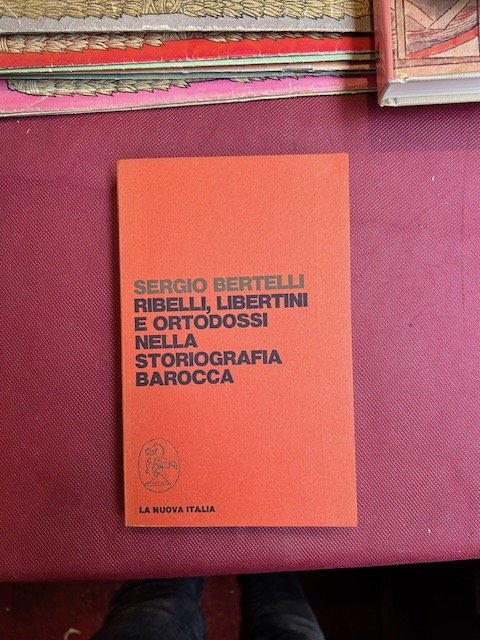 SERGIO BERTELLI
RIBELLI, LIBERTINI
E ORTODOSSI
NELLA
STORIOGRAFIA
BAROCCA
LA NUOVA ITALIA